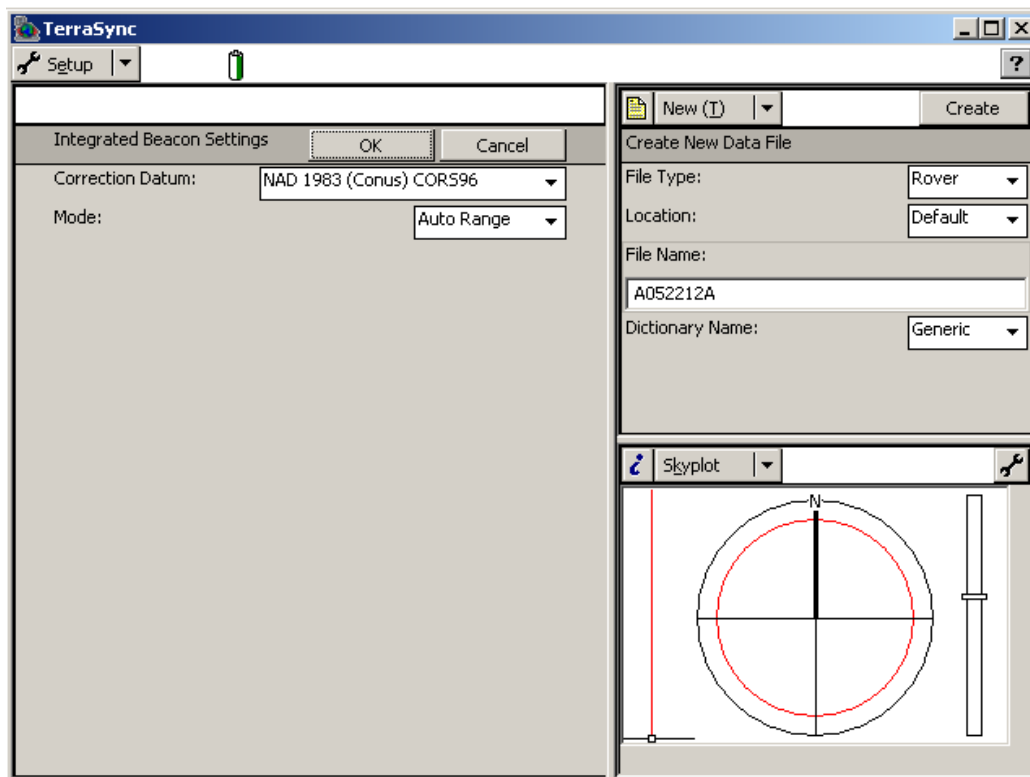 TerraSync
Setup
?
Integrated Beacon Settings OK Cancel
Correction Datum: NAD 1983 (Conus) CORS96
Mode: Auto Range
New (T) Create
Create New Data File
File Type: Rover
Location: Default
File Name:
A052212A
Dictionary Name: Generic
Skyplot
N